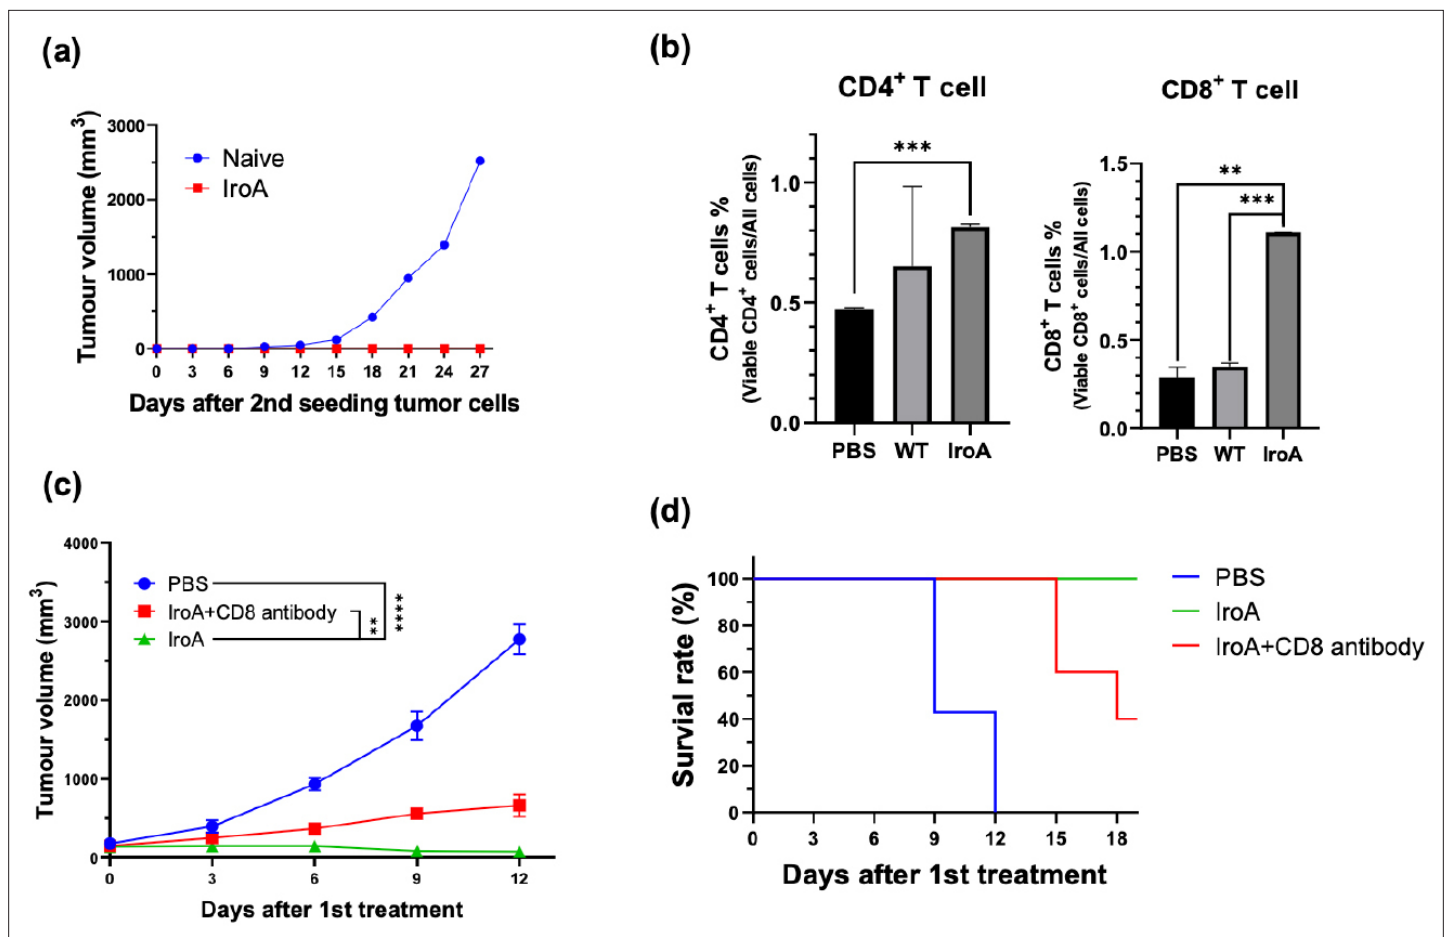 (a)
Tumour volume (mm³)
3000
2000
1000
0
Naive
IroA
0 3 6 9 12 15 18 21 24 27
Days after 2nd seeding tumor cells
(b)
CD4⁺ T cell
CD4⁺ T cells %
(Viable CD4⁺ cells/All cells)
1.0
0.5
0.0
***
PBS WT IroA
CD8⁺ T cell
CD8⁺ T cells %
(Viable CD8⁺ cells/All cells)
1.5
1.0
0.5
0.0
**
***
PBS WT IroA
(c)
Tumour volume (mm³)
4000
3000
2000
1000
0
PBS
IroA+CD8 antibody
IroA
**
****
0 3 6 9 12
Days after 1st treatment
(d)
Survial rate (%)
100
80
60
40
20
0
0 3 6 9 12 15 18
Days after 1st treatment
PBS
IroA
IroA+CD8 antibody